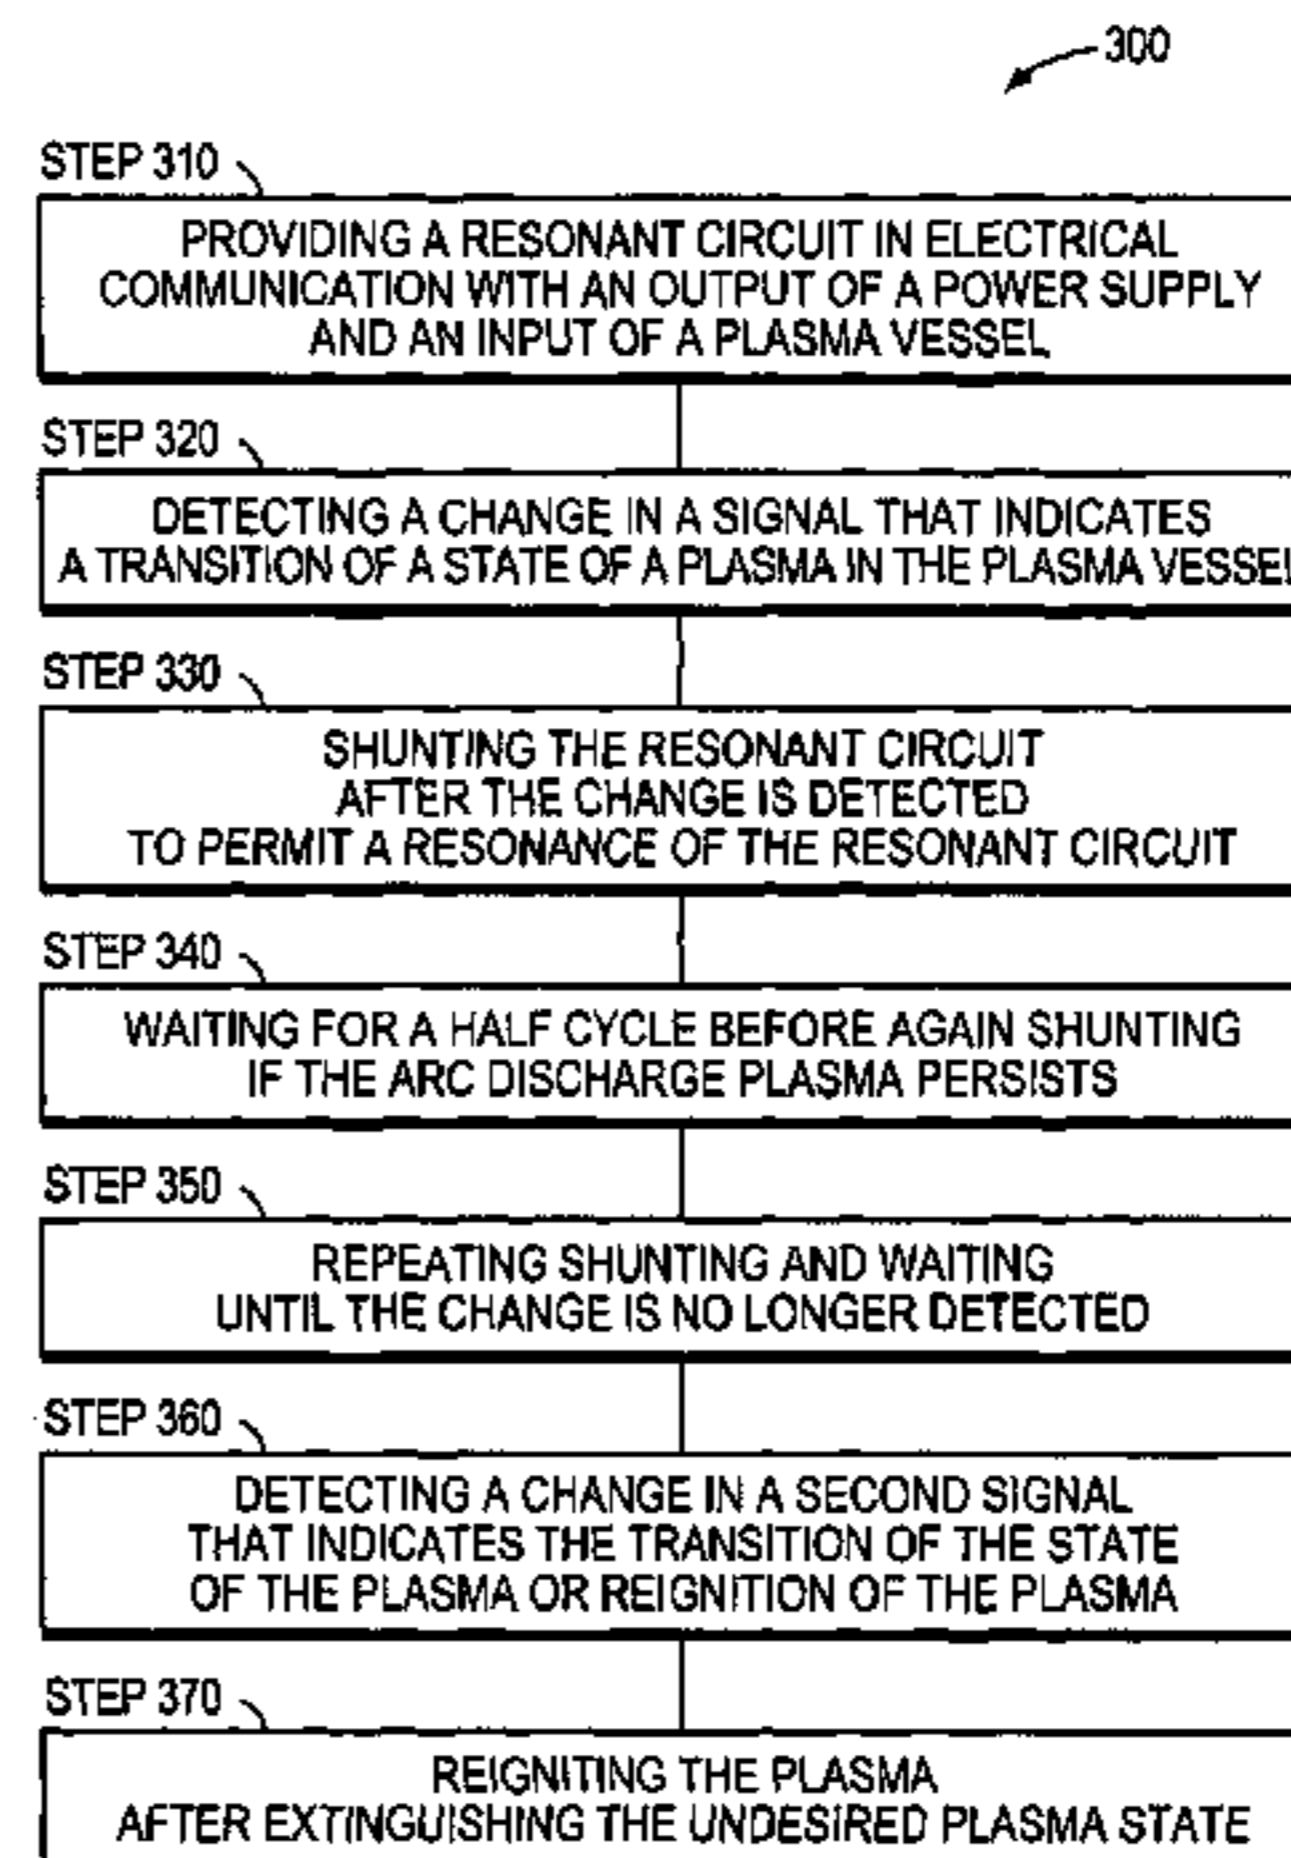 300
STEP 310
PROVIDING A RESONANT CIRCUIT IN ELECTRICAL
COMMUNICATION WITH AN OUTPUT OF A POWER SUPPLY
AND AN INPUT OF A PLASMA VESSEL
STEP 320
DETECTING A CHANGE IN A SIGNAL THAT INDICATES
A TRANSITION OF A STATE OF A PLASMA IN THE PLASMA VESSEL
STEP 330
SHUNTING THE RESONANT CIRCUIT
AFTER THE CHANGE IS DETECTED
TO PERMIT A RESONANCE OF THE RESONANT CIRCUIT
STEP 340
WAITING FOR A HALF CYCLE BEFORE AGAIN SHUNTING
IF THE ARC DISCHARGE PLASMA PERSISTS
STEP 350
REPEATING SHUNTING AND WAITING
UNTIL THE CHANGE IS NO LONGER DETECTED
STEP 360
DETECTING A CHANGE IN A SECOND SIGNAL
THAT INDICATES THE TRANSITION OF THE STATE
OF THE PLASMA OR REIGNITION OF THE PLASMA
STEP 370
REIGNITING THE PLASMA
AFTER EXTINGUISHING THE UNDESIRED PLASMA STATE